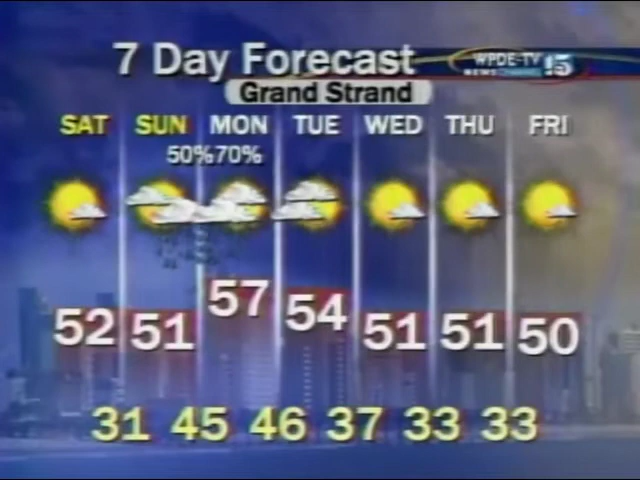 7 Day Forecast
WPDE-TV
NEWS CHANNEL 15
Grand Strand
SAT SUN MON TUE WED THU FRI
50% 70%
52 51 57 54 51 51 50
31 45 46 37 33 33